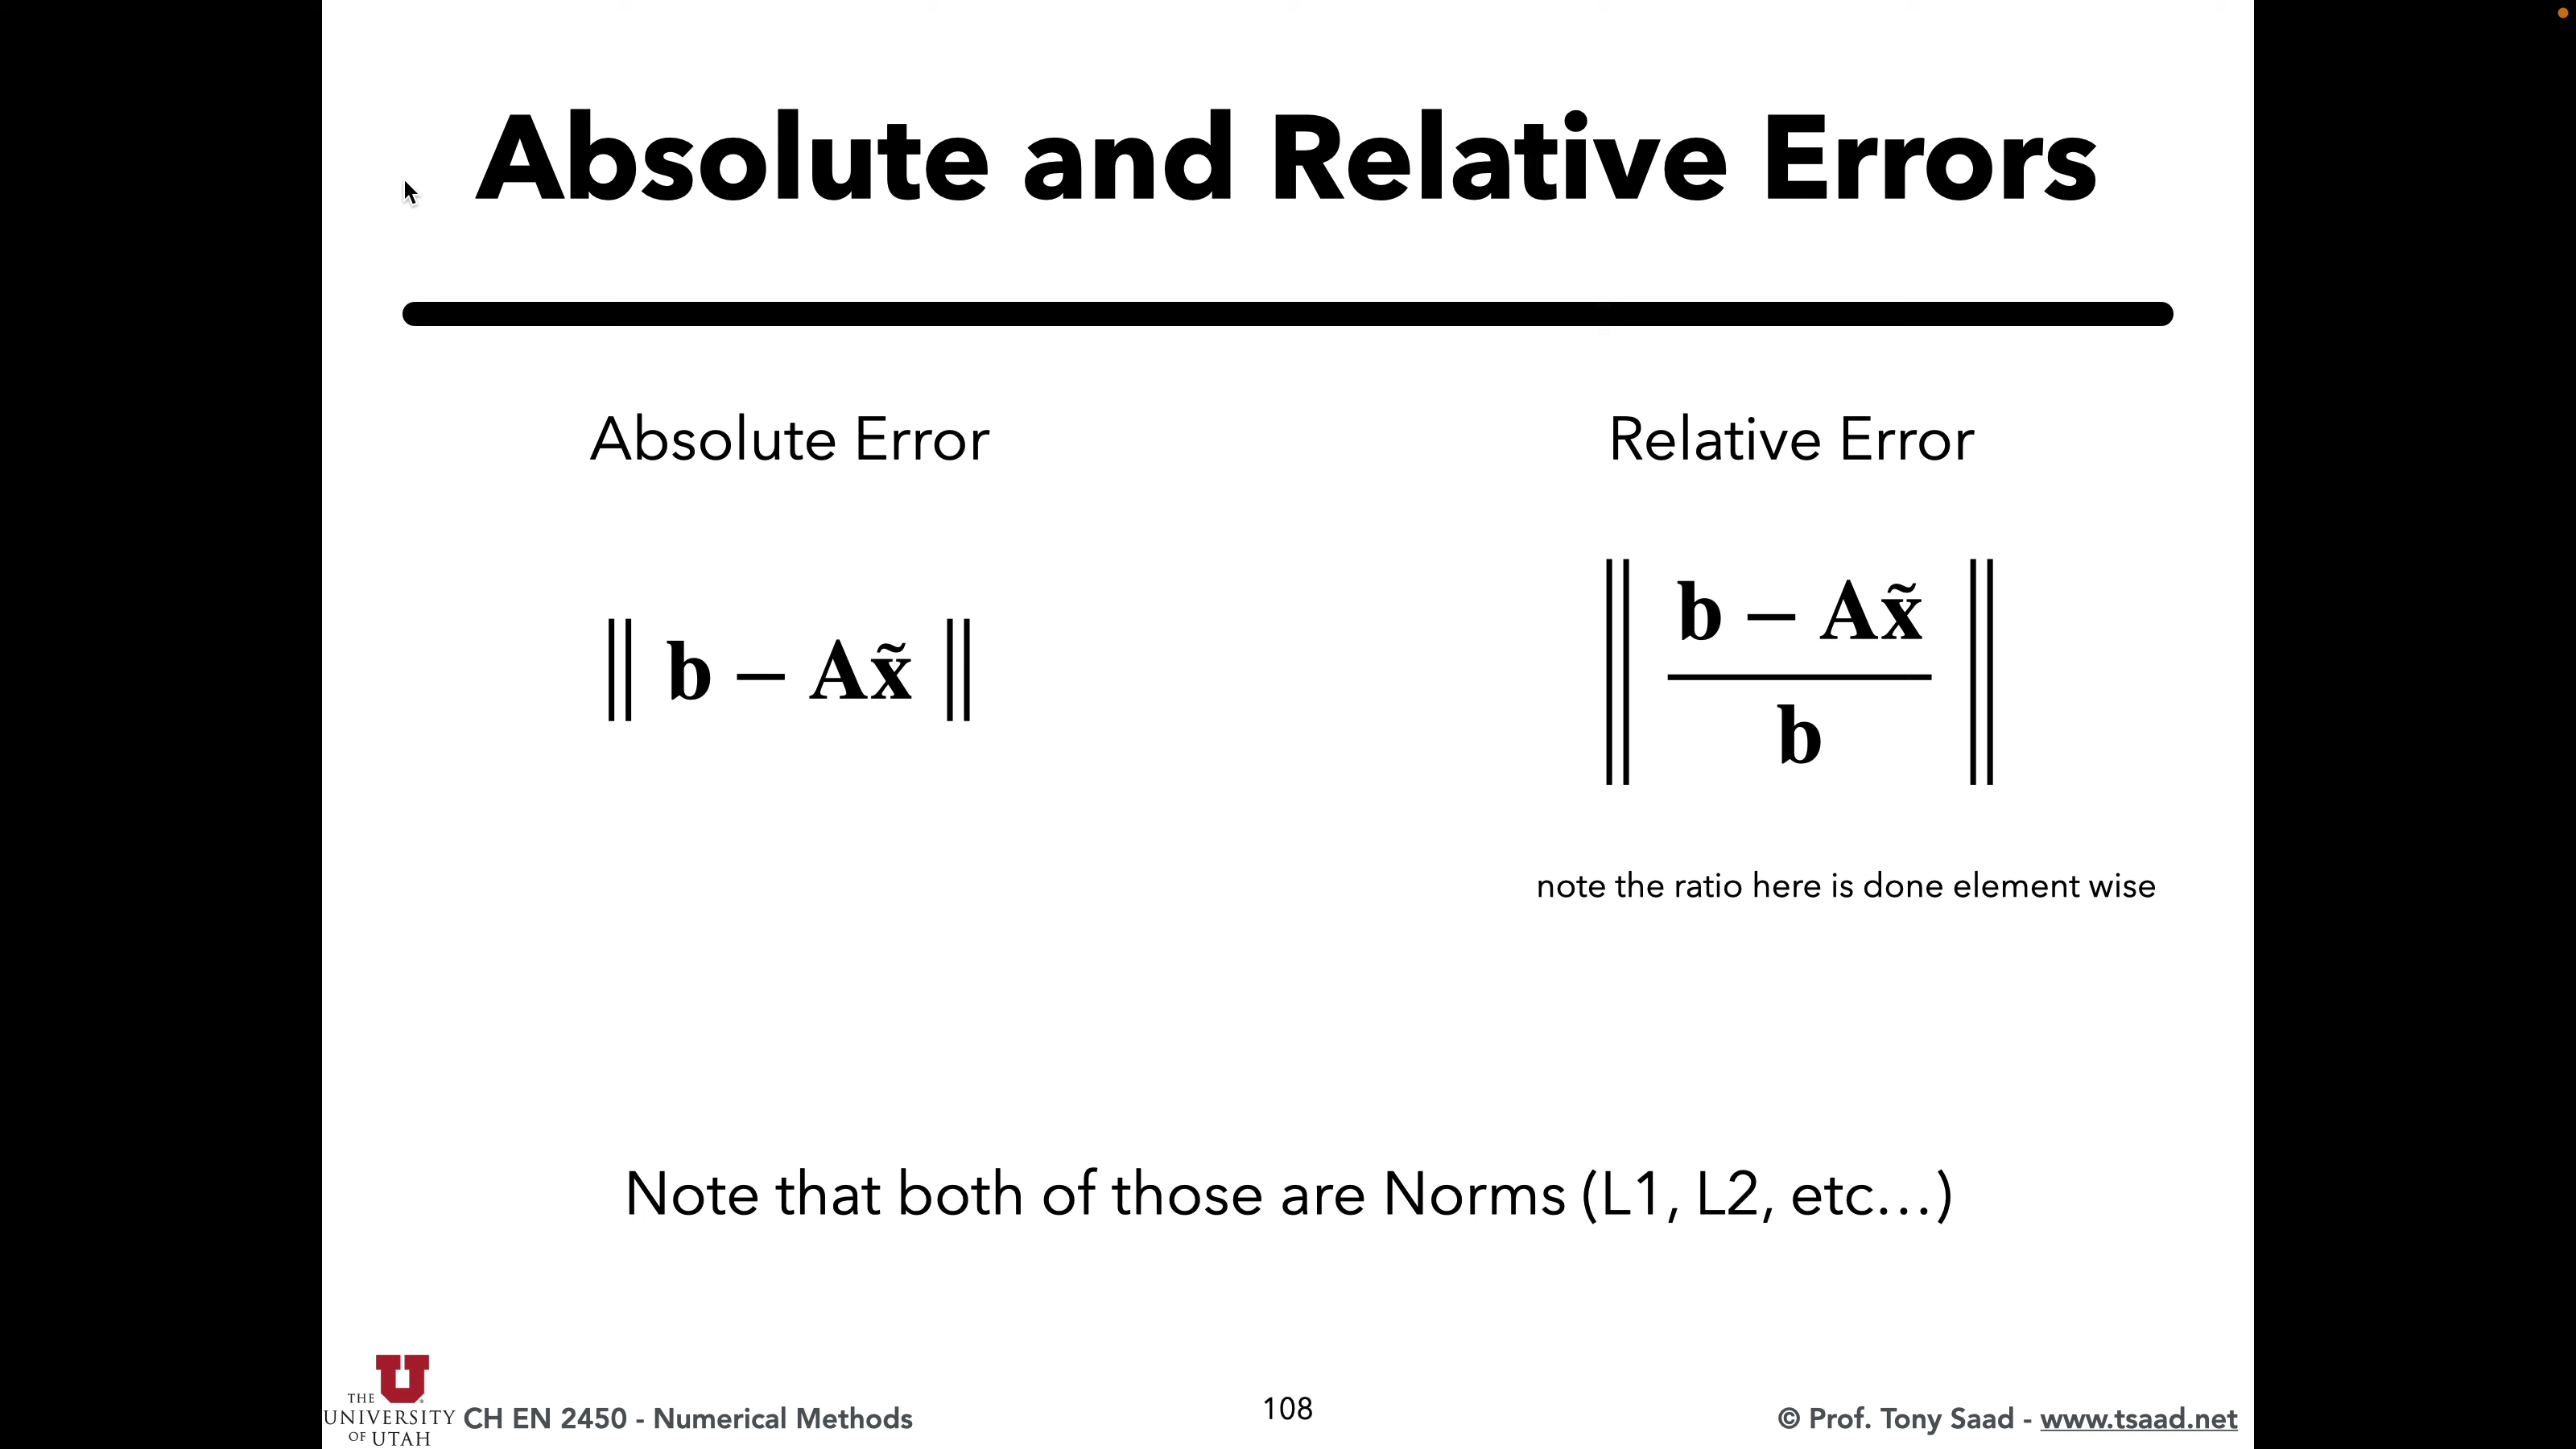 Absolute and Relative Errors
Absolute Error
Relative Error
‖ b − Ax̃ ‖
‖ b − Ax̃ / b ‖
note the ratio here is done element wise
Note that both of those are Norms (L1, L2, etc…)
THE
UNIVERSITY
OF UTAH
CH EN 2450 - Numerical Methods
108
© Prof. Tony Saad - www.tsaad.net